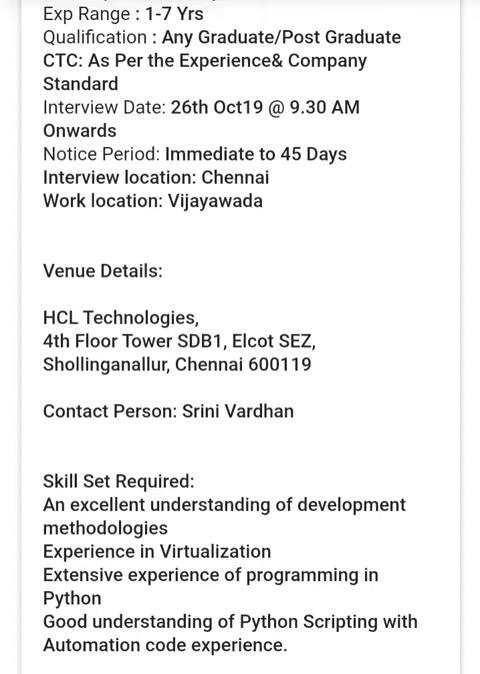 Exp Range : 1-7 Yrs
Qualification : Any Graduate/Post Graduate
CTC: As Per the Experience& Company
Standard
Interview Date: 26th Oct19 @ 9.30 AM
Onwards
Notice Period: Immediate to 45 Days
Interview location: Chennai
Work location: Vijayawada
Venue Details:
HCL Technologies,
4th Floor Tower SDB1, Elcot SEZ,
Shollinganallur, Chennai 600119
Contact Person: Srini Vardhan
Skill Set Required:
An excellent understanding of development
methodologies
Experience in Virtualization
Extensive experience of programming in
Python
Good understanding of Python Scripting with
Automation code experience.